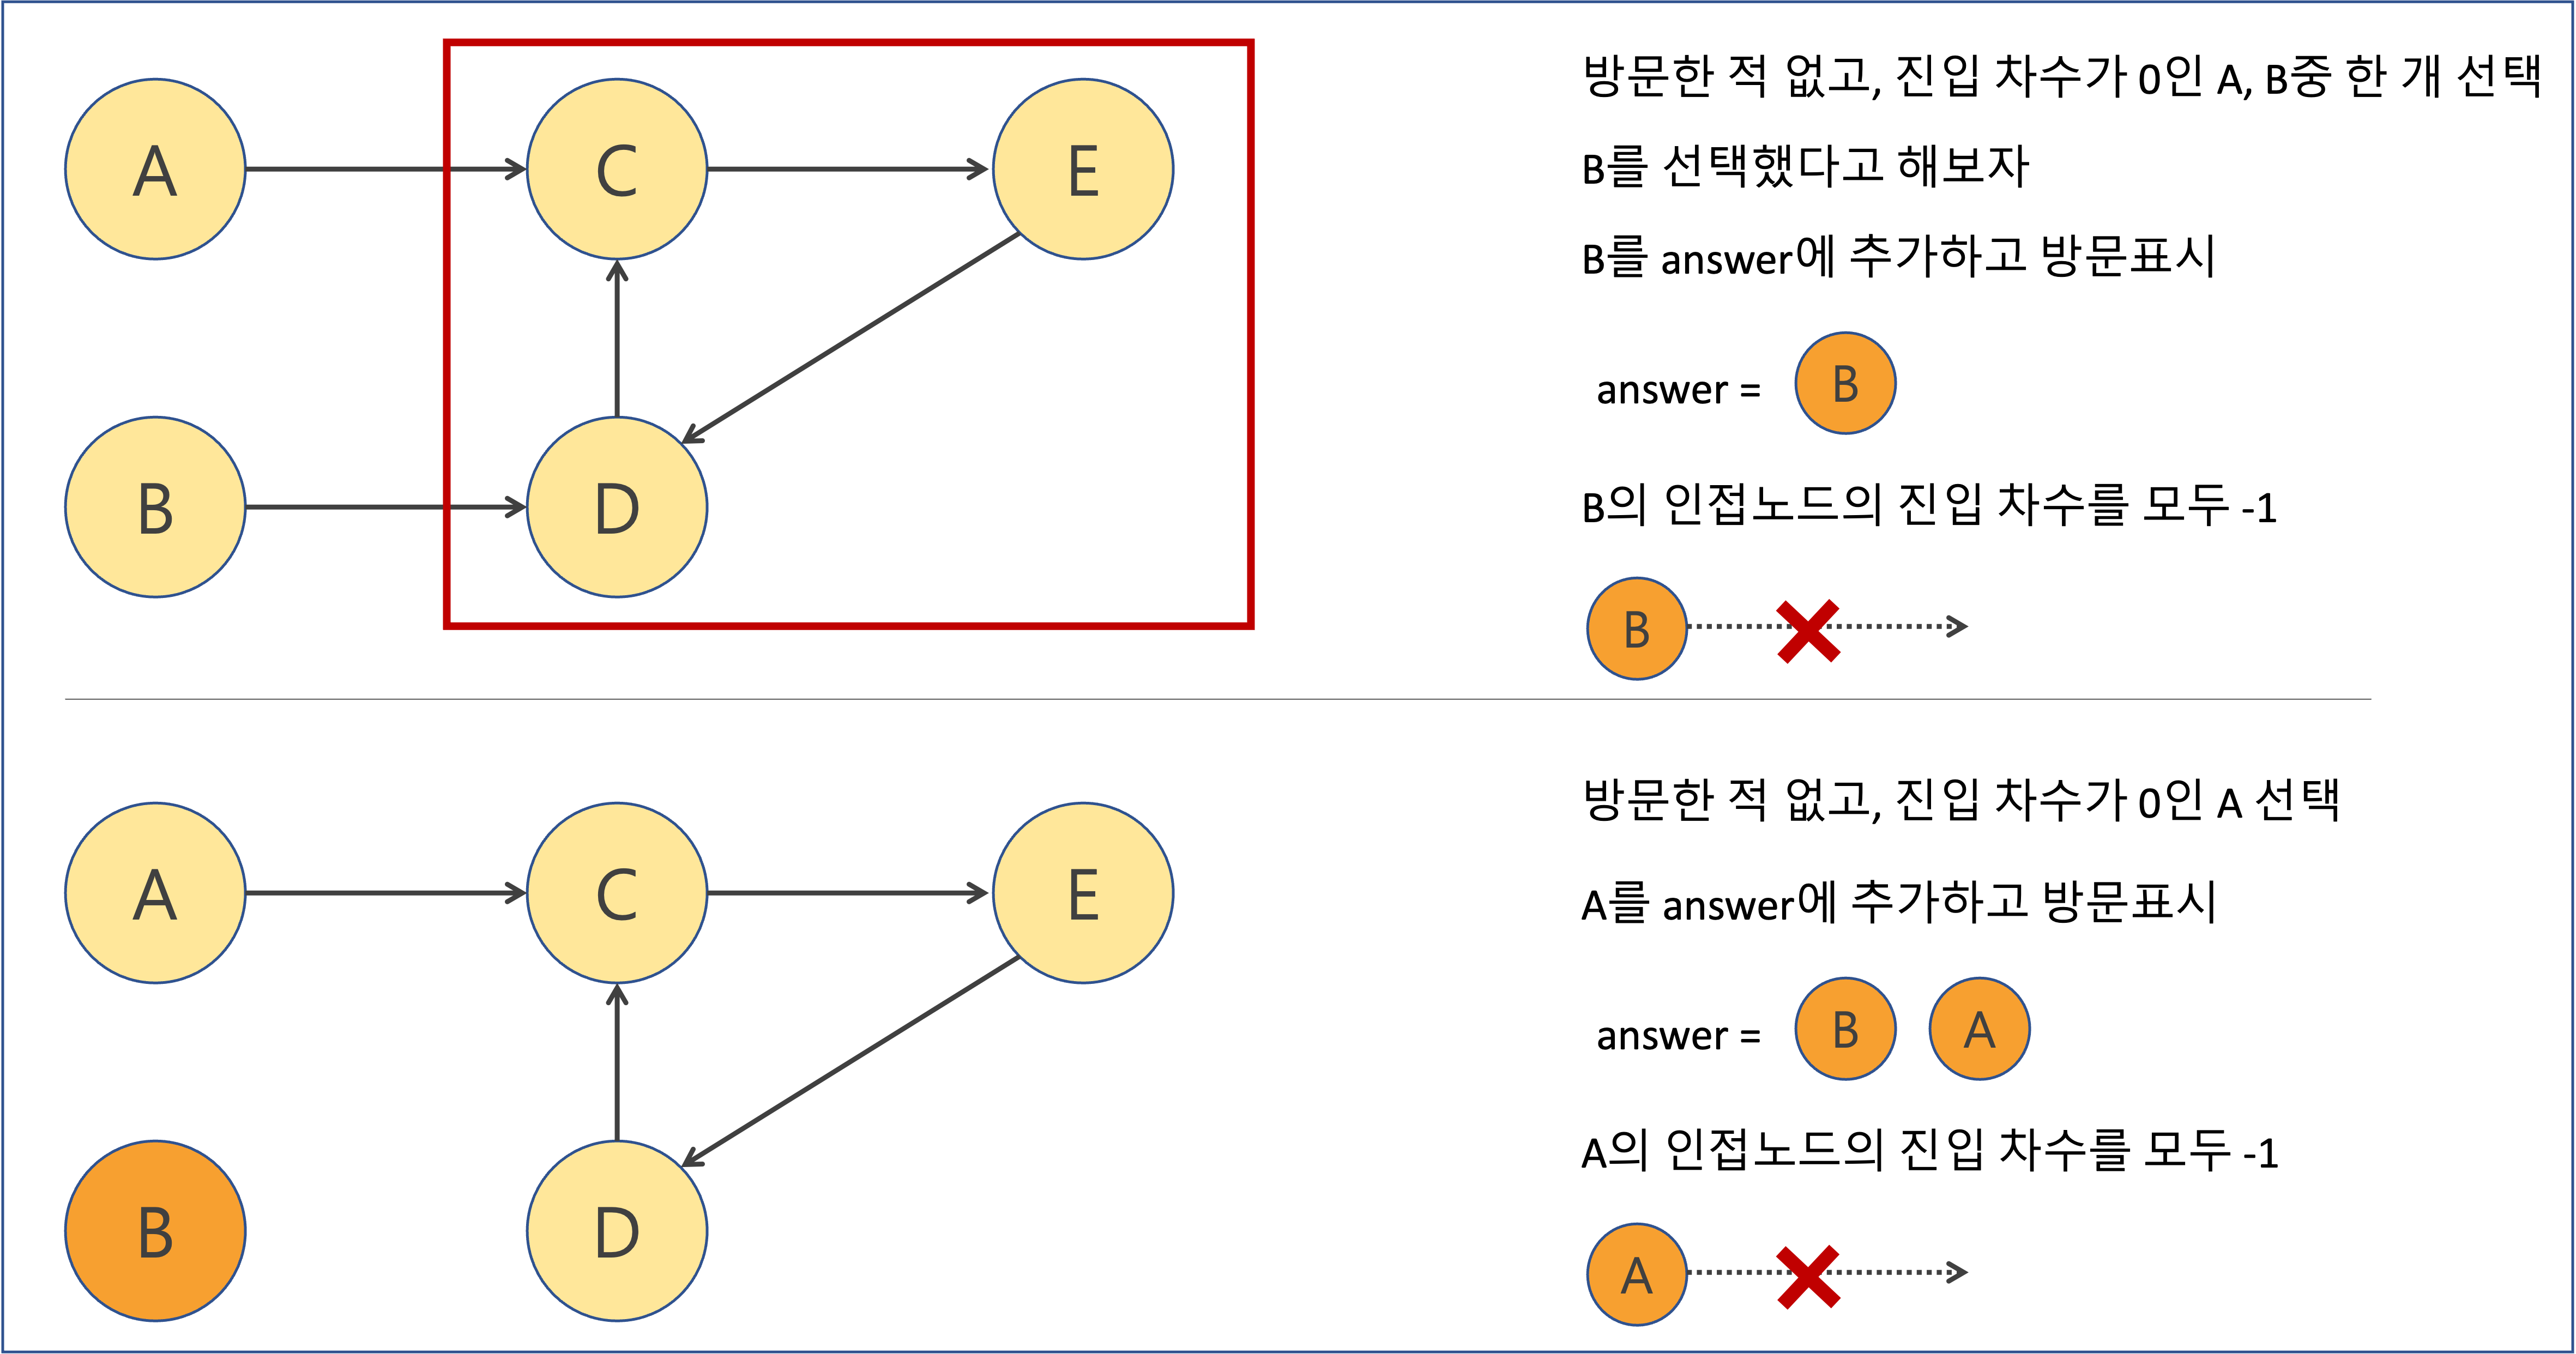 A
C
E
B
D
방문한 적 없고, 진입 차수가 0인 A, B중 한 개 선택
B를 선택했다고 해보자
B를 answer에 추가하고 방문표시
answer = B
B의 인접노드의 진입 차수를 모두 -1
B
A
C
E
B
D
방문한 적 없고, 진입 차수가 0인 A 선택
A를 answer에 추가하고 방문표시
answer = B A
A의 인접노드의 진입 차수를 모두 -1
A